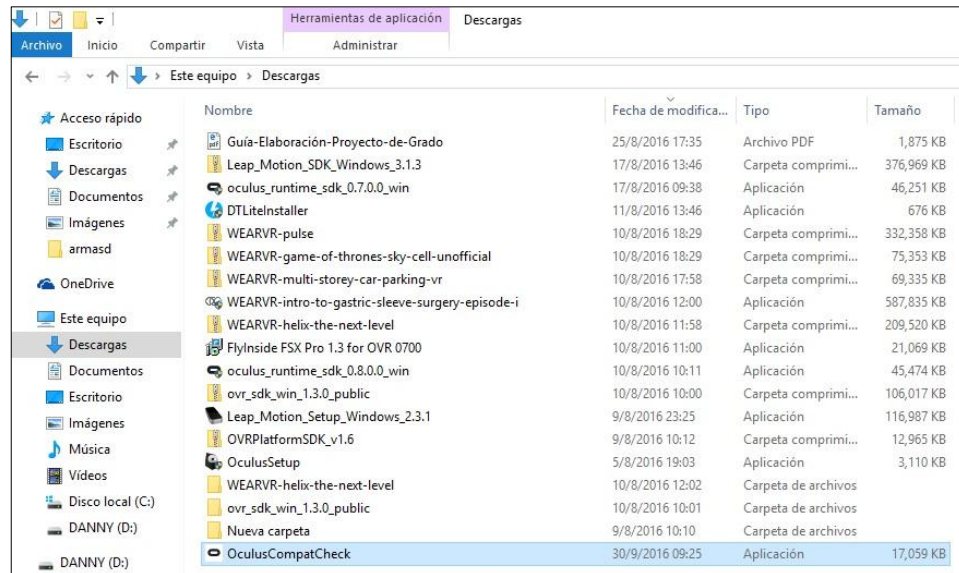 Herramientas de aplicación Descargas
Archivo Inicio Compartir Vista Administrar
Este equipo > Descargas
Nombre Fecha de modifica... Tipo Tamaño
Acceso rápido
Escritorio
Descargas
Documentos
Imágenes
armasd
OneDrive
Este equipo
Descargas
Documentos
Escritorio
Imágenes
Música
Vídeos
Disco local (C:)
DANNY (D:)
DANNY (D:)
Guía-Elaboración-Proyecto-de-Grado 25/8/2016 17:35 Archivo PDF 1,875 KB
Leap_Motion_SDK_Windows_3.1.3 17/8/2016 13:46 Carpeta comprimi... 376,969 KB
oculus_runtime_sdk_0.7.0.0_win 17/8/2016 09:38 Aplicación 46,251 KB
DTLiteInstaller 11/8/2016 13:46 Aplicación 676 KB
WEARVR-pulse 10/8/2016 18:29 Carpeta comprimi... 332,358 KB
WEARVR-game-of-thrones-sky-cell-unofficial 10/8/2016 18:29 Carpeta comprimi... 75,353 KB
WEARVR-multi-storey-car-parking-vr 10/8/2016 17:58 Carpeta comprimi... 69,335 KB
WEARVR-intro-to-gastric-sleeve-surgery-episode-i 10/8/2016 12:00 Aplicación 587,835 KB
WEARVR-helix-the-next-level 10/8/2016 11:58 Carpeta comprimi... 209,520 KB
FlyInside FSX Pro 1.3 for OVR 0700 10/8/2016 11:00 Aplicación 21,069 KB
oculus_runtime_sdk_0.8.0.0_win 10/8/2016 10:11 Aplicación 45,474 KB
ovr_sdk_win_1.3.0_public 10/8/2016 10:00 Carpeta comprimi... 106,017 KB
Leap_Motion_Setup_Windows_2.3.1 9/8/2016 23:25 Aplicación 116,987 KB
OVRPlatformSDK_v1.6 9/8/2016 10:12 Carpeta comprimi... 12,965 KB
OculusSetup 5/8/2016 19:03 Aplicación 3,110 KB
WEARVR-helix-the-next-level 10/8/2016 12:02 Carpeta de archivos
ovr_sdk_win_1.3.0_public 10/8/2016 10:01 Carpeta de archivos
Nueva carpeta 9/8/2016 10:10 Carpeta de archivos
OculusCompatCheck 30/9/2016 09:25 Aplicación 17,059 KB